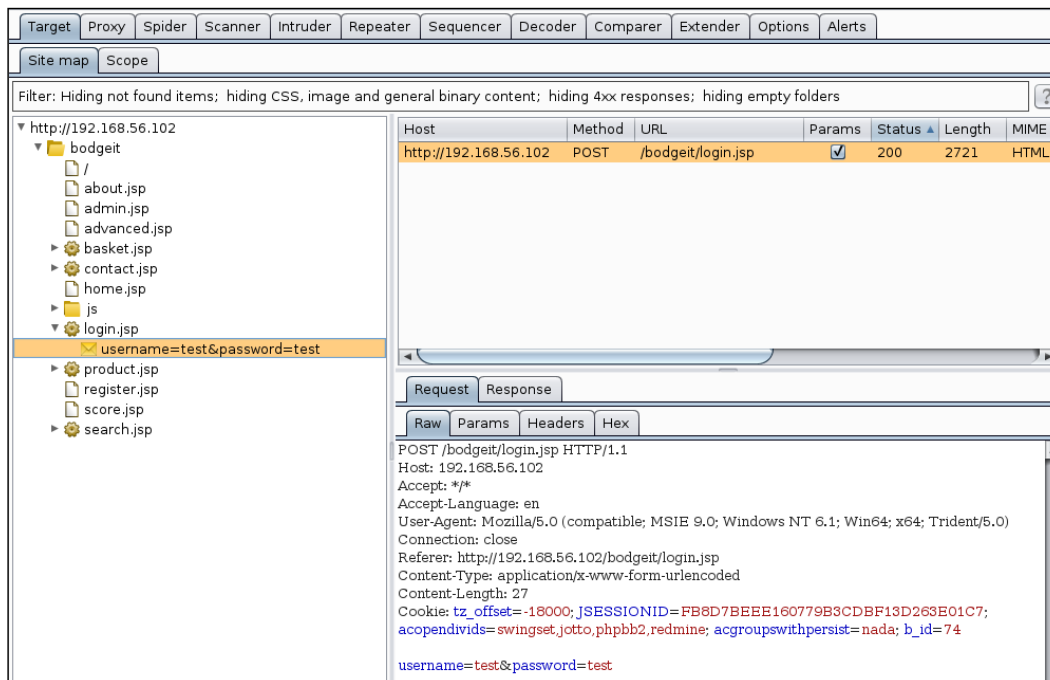 Target Proxy Spider Scanner Intruder Repeater Sequencer Decoder Comparer Extender Options Alerts
Site map Scope
Filter: Hiding not found items; hiding CSS, image and general binary content; hiding 4xx responses; hiding empty folders ?
http://192.168.56.102
bodgeit
/
about.jsp
admin.jsp
advanced.jsp
basket.jsp
contact.jsp
home.jsp
js
login.jsp
username=test&password=test
product.jsp
register.jsp
score.jsp
search.jsp
Host Method URL Params Status Length MIME
http://192.168.56.102 POST /bodgeit/login.jsp 200 2721 HTML
Request Response
Raw Params Headers Hex
POST /bodgeit/login.jsp HTTP/1.1
Host: 192.168.56.102
Accept: */*
Accept-Language: en
User-Agent: Mozilla/5.0 (compatible; MSIE 9.0; Windows NT 6.1; Win64; x64; Trident/5.0)
Connection: close
Referer: http://192.168.56.102/bodgeit/login.jsp
Content-Type: application/x-www-form-urlencoded
Content-Length: 27
Cookie: tz_offset=-18000; JSESSIONID=FB8D7BEEE160779B3CDBF13D263E01C7;
acopendivids=swingset,jotto,phpbb2,redmine; acgroupswithpersist=nada; b_id=74
username=test&password=test